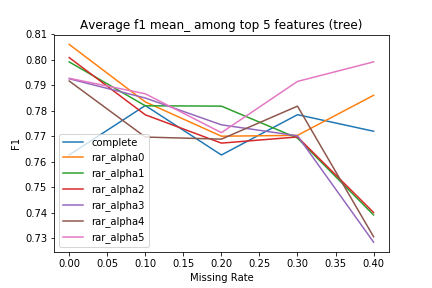 Average f1 mean_ among top 5 features (tree)
0.81
0.80
0.79
0.78
0.77
0.76
0.75
0.74
0.73
F1
complete
rar_alpha0
rar_alpha1
rar_alpha2
rar_alpha3
rar_alpha4
rar_alpha5
0.00 0.05 0.10 0.15 0.20 0.25 0.30 0.35 0.40
Missing Rate